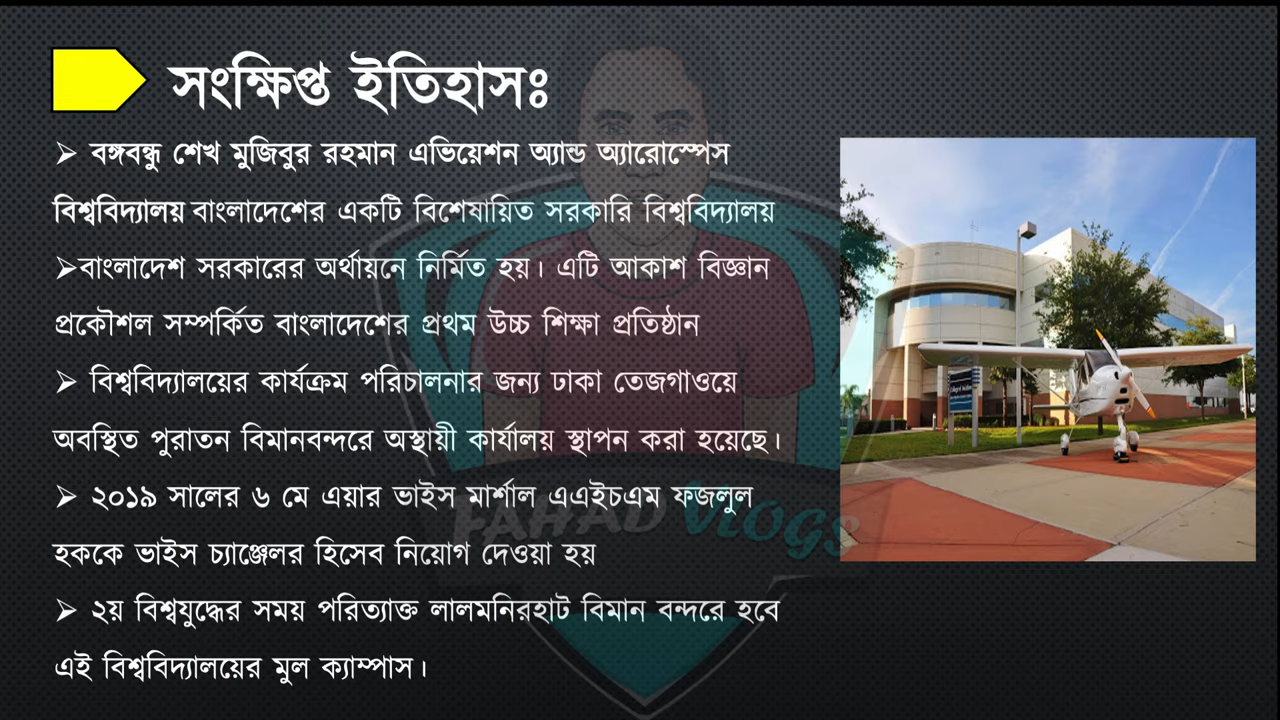 সংক্ষিপ্ত ইতিহাসঃ
➢ বঙ্গবন্ধু শেখ মুজিবুর রহমান এভিয়েশন অ্যান্ড অ্যারোস্পেস
বিশ্ববিদ্যালয় বাংলাদেশের একটি বিশেষায়িত সরকারি বিশ্ববিদ্যালয়
➢বাংলাদেশ সরকারের অর্থায়নে নির্মিত হয়। এটি আকাশ বিজ্ঞান
প্রকৌশল সম্পর্কিত বাংলাদেশের প্রথম উচ্চ শিক্ষা প্রতিষ্ঠান
➢ বিশ্ববিদ্যালয়ের কার্যক্রম পরিচালনার জন্য ঢাকা তেজগাওয়ে
অবস্থিত পুরাতন বিমানবন্দরে অস্থায়ী কার্যালয় স্থাপন করা হয়েছে।
➢ ২০১৯ সালের ৬ মে এয়ার ভাইস মার্শাল এএইচএম ফজলুল
হককে ভাইস চ্যাঞ্জেলর হিসেব নিয়োগ দেওয়া হয়
➢ ২য় বিশ্বযুদ্ধের সময় পরিত্যাক্ত লালমনিরহাট বিমান বন্দরে হবে
এই বিশ্ববিদ্যালয়ের মুল ক্যাম্পাস।
FAHAD VLOGS